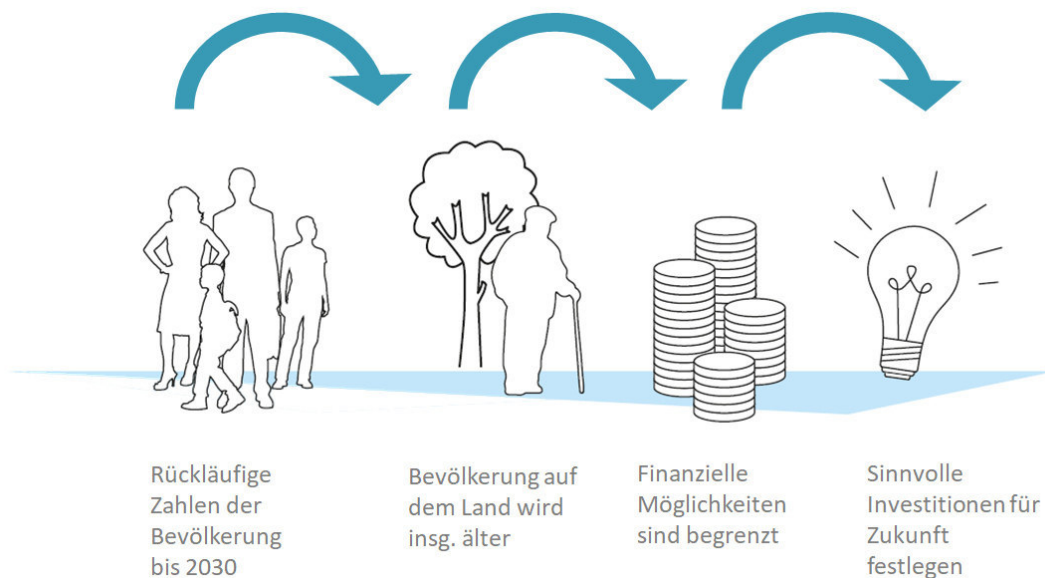 Rückläufige
Zahlen der
Bevölkerung
bis 2030
Bevölkerung auf
dem Land wird
insg. älter
Finanzielle
Möglichkeiten
sind begrenzt
Sinnvolle
Investitionen für
Zukunft
festlegen